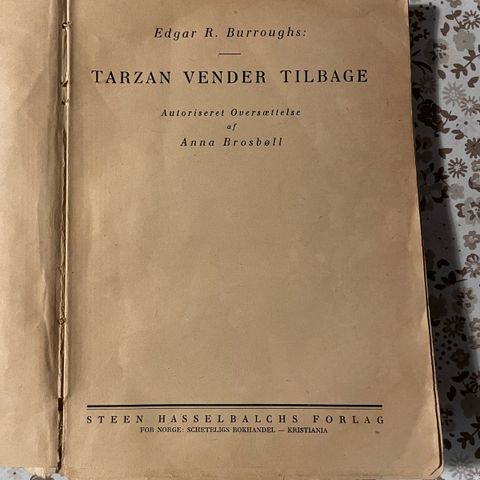 Edgar R. Burroughs:
TARZAN VENDER TILBAGE
Autoriseret Oversættelse
af
Anna Brosbøll
STEEN HASSELBALCHS FORLAG
FOR NORGE: SCHETELIGS BOKHANDEL — KRISTIANIA